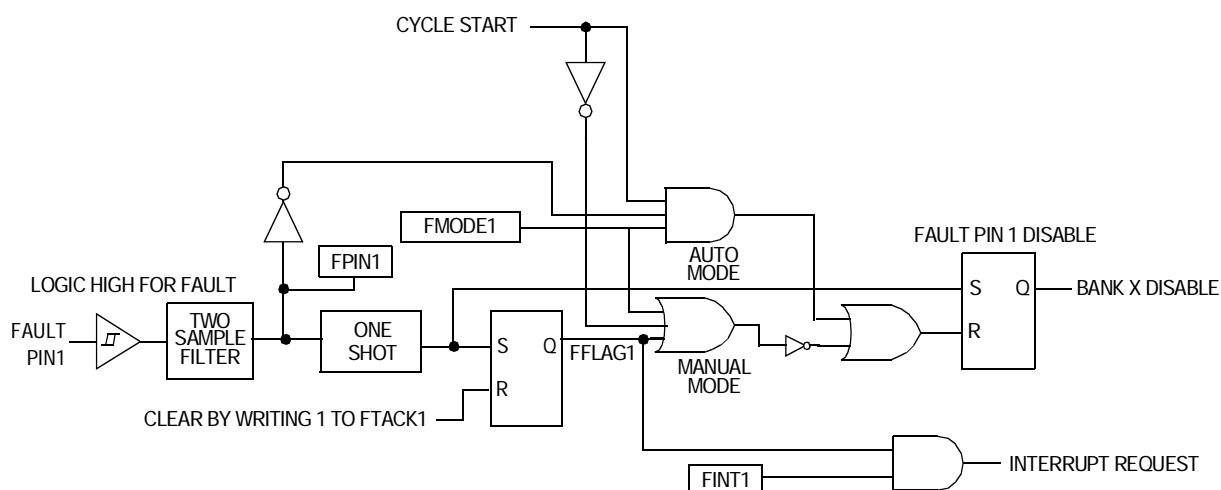 CYCLE START
FMODE1
AUTO
MODE
FAULT PIN 1 DISABLE
FPIN1
LOGIC HIGH FOR FAULT
S Q
BANK X DISABLE
FAULT
PIN1
TWO
SAMPLE
FILTER
ONE
SHOT
S Q
R
FFLAG1
MANUAL
MODE
R
CLEAR BY WRITING 1 TO FTACK1
FINT1
INTERRUPT REQUEST